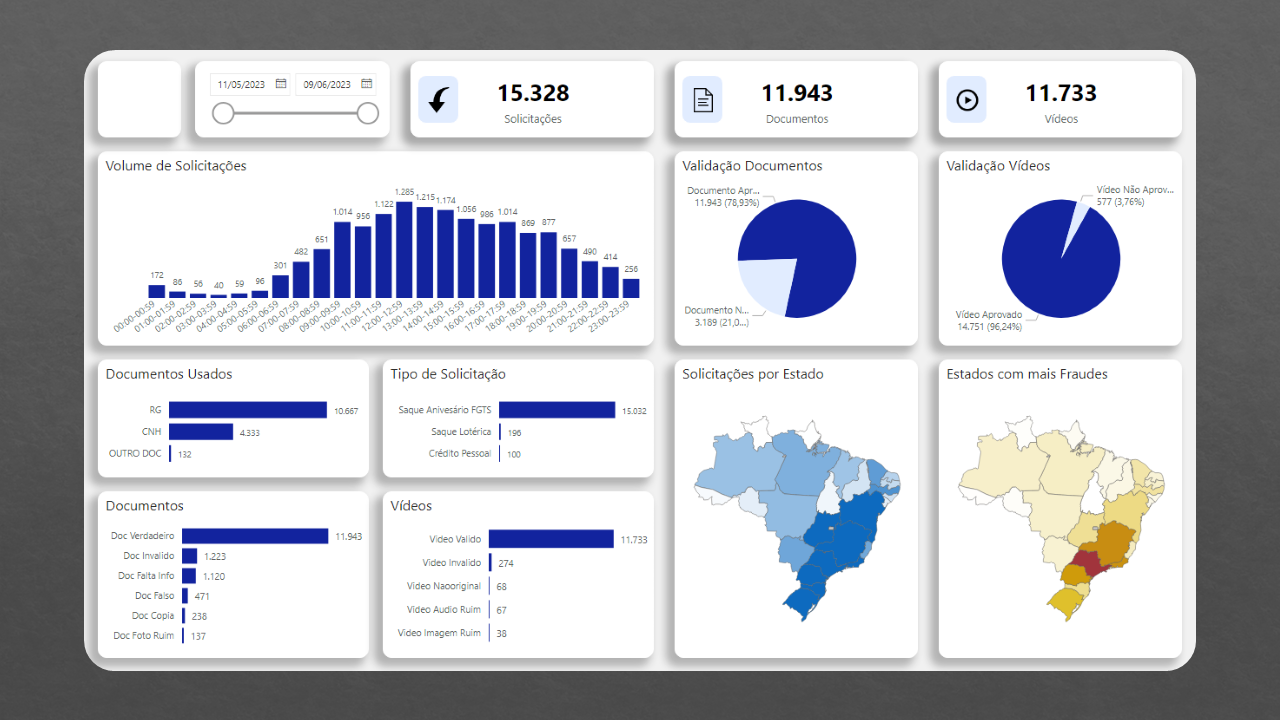 11/05/2023
09/06/2023
15.328
Solicitações
11.943
Documentos
11.733
Vídeos
Volume de Solicitações
172
86
56
40
59
96
301
482
651
1.014
956
1.122
1.285
1.215
1.174
1.056
986
1.014
869
877
657
490
414
256
00:00-00:59
01:00-01:59
02:00-02:59
03:00-03:59
04:00-04:59
05:00-05:59
06:00-06:59
07:00-07:59
08:00-08:59
09:00-09:59
10:00-10:59
11:00-11:59
12:00-12:59
13:00-13:59
14:00-14:59
15:00-15:59
16:00-16:59
17:00-17:59
18:00-18:59
19:00-19:59
20:00-20:59
21:00-21:59
22:00-22:59
23:00-23:59
Validação Documentos
Documento Apr...
11.943 (78,93%)
Documento N...
3.189 (21,0...)
Validação Vídeos
Vídeo Não Aprov...
577 (3,76%)
Vídeo Aprovado
14.751 (96,24%)
Documentos Usados
RG 10.667
CNH 4.333
OUTRO DOC 132
Tipo de Solicitação
Saque Anivesário FGTS 15.032
Saque Lotérica 196
Crédito Pessoal 100
Solicitações por Estado
Estados com mais Fraudes
Documentos
Doc Verdadeiro 11.943
Doc Invalido 1.223
Doc Falta Info 1.120
Doc Falso 471
Doc Copia 238
Doc Foto Ruim 137
Vídeos
Video Valido 11.733
Video Invalido 274
Video Naooriginal 68
Video Audio Ruim 67
Video Imagem Ruim 38